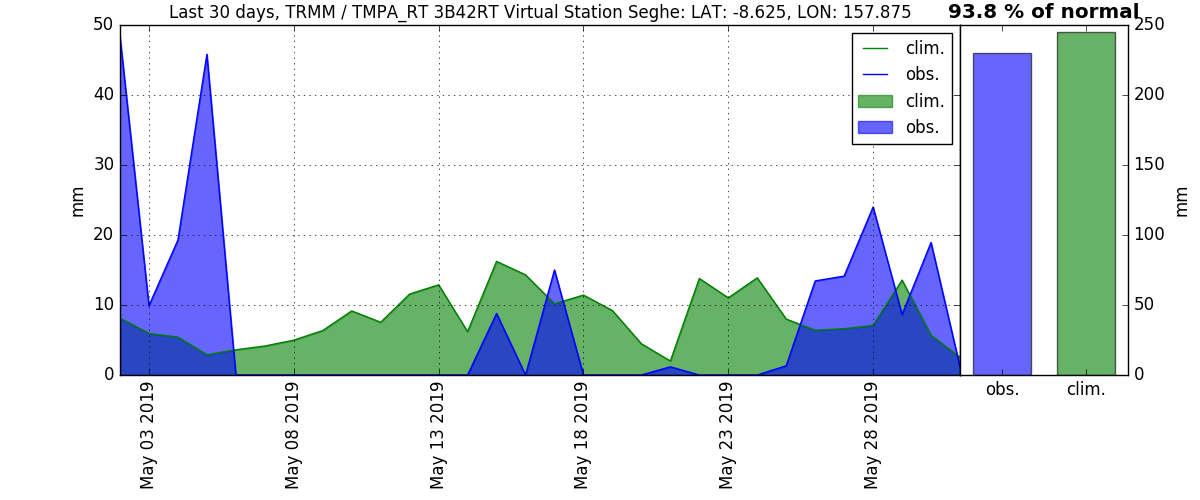 Last 30 days, TRMM / TMPA_RT 3B42RT Virtual Station Seghe: LAT: -8.625, LON: 157.875
93.8 % of normal
50
40
30
20
10
0
mm
clim.
obs.
clim.
obs.
250
200
150
100
50
0
mm
May 03 2019
May 08 2019
May 13 2019
May 18 2019
May 23 2019
May 28 2019
obs.
clim.